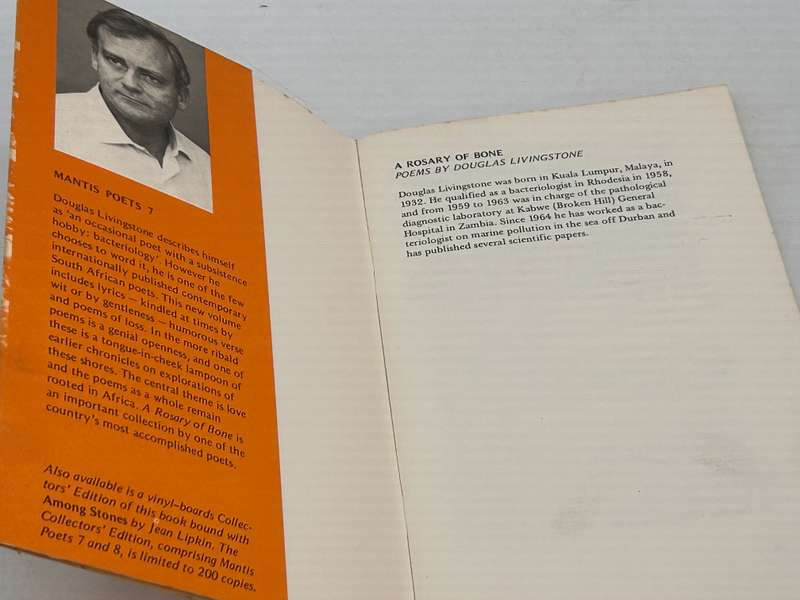 MANTIS POETS 7
Douglas Livingstone describes himself
as 'an occasional poet with a subsistence
hobby: bacteriology'. However he
chooses to word it, he is one of the few
internationally published contemporary
South African poets. This new volume
includes lyrics — kindled at times by
wit or by gentleness — humorous verse
and poems of loss. In the more ribald
poems is a genial openness, and one of
these is a tongue-in-cheek lampoon of
earlier chronicles on explorations of
these shores. The central theme is love
and the poems as a whole remain
rooted in Africa. A Rosary of Bone is
an important collection by one of the
country's most accomplished poets.
Also available is a vinyl-boards Collec-
tors' Edition of this book bound with
Among Stones by Jean Lipkin. The
Collectors' Edition, comprising Mantis
Poets 7 and 8, is limited to 200 copies.
A ROSARY OF BONE
POEMS BY DOUGLAS LIVINGSTONE
Douglas Livingstone was born in Kuala Lumpur, Malaya, in
1932. He qualified as a bacteriologist in Rhodesia in 1958,
and from 1959 to 1963 was in charge of the pathological
diagnostic laboratory at Kabwe (Broken Hill) General
Hospital in Zambia. Since 1964 he has worked as a bac-
teriologist on marine pollution in the sea off Durban and
has published several scientific papers.